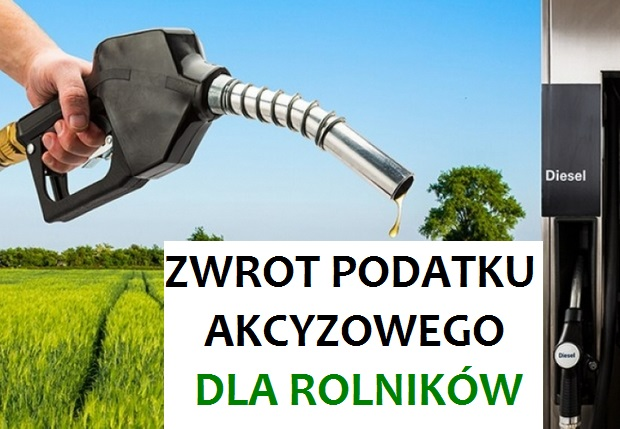 Diesel
ZWROT PODATKU
AKCYZOWEGO
DLA ROLNIKÓW
Diesel